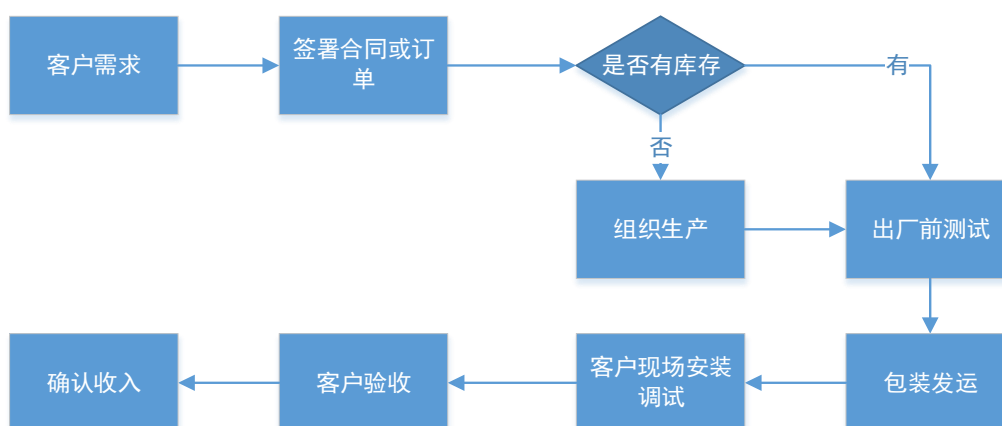 客户需求
签署合同或订
单
是否有库存
有
否
组织生产
出厂前测试
确认收入
客户验收
客户现场安装
调试
包装发运